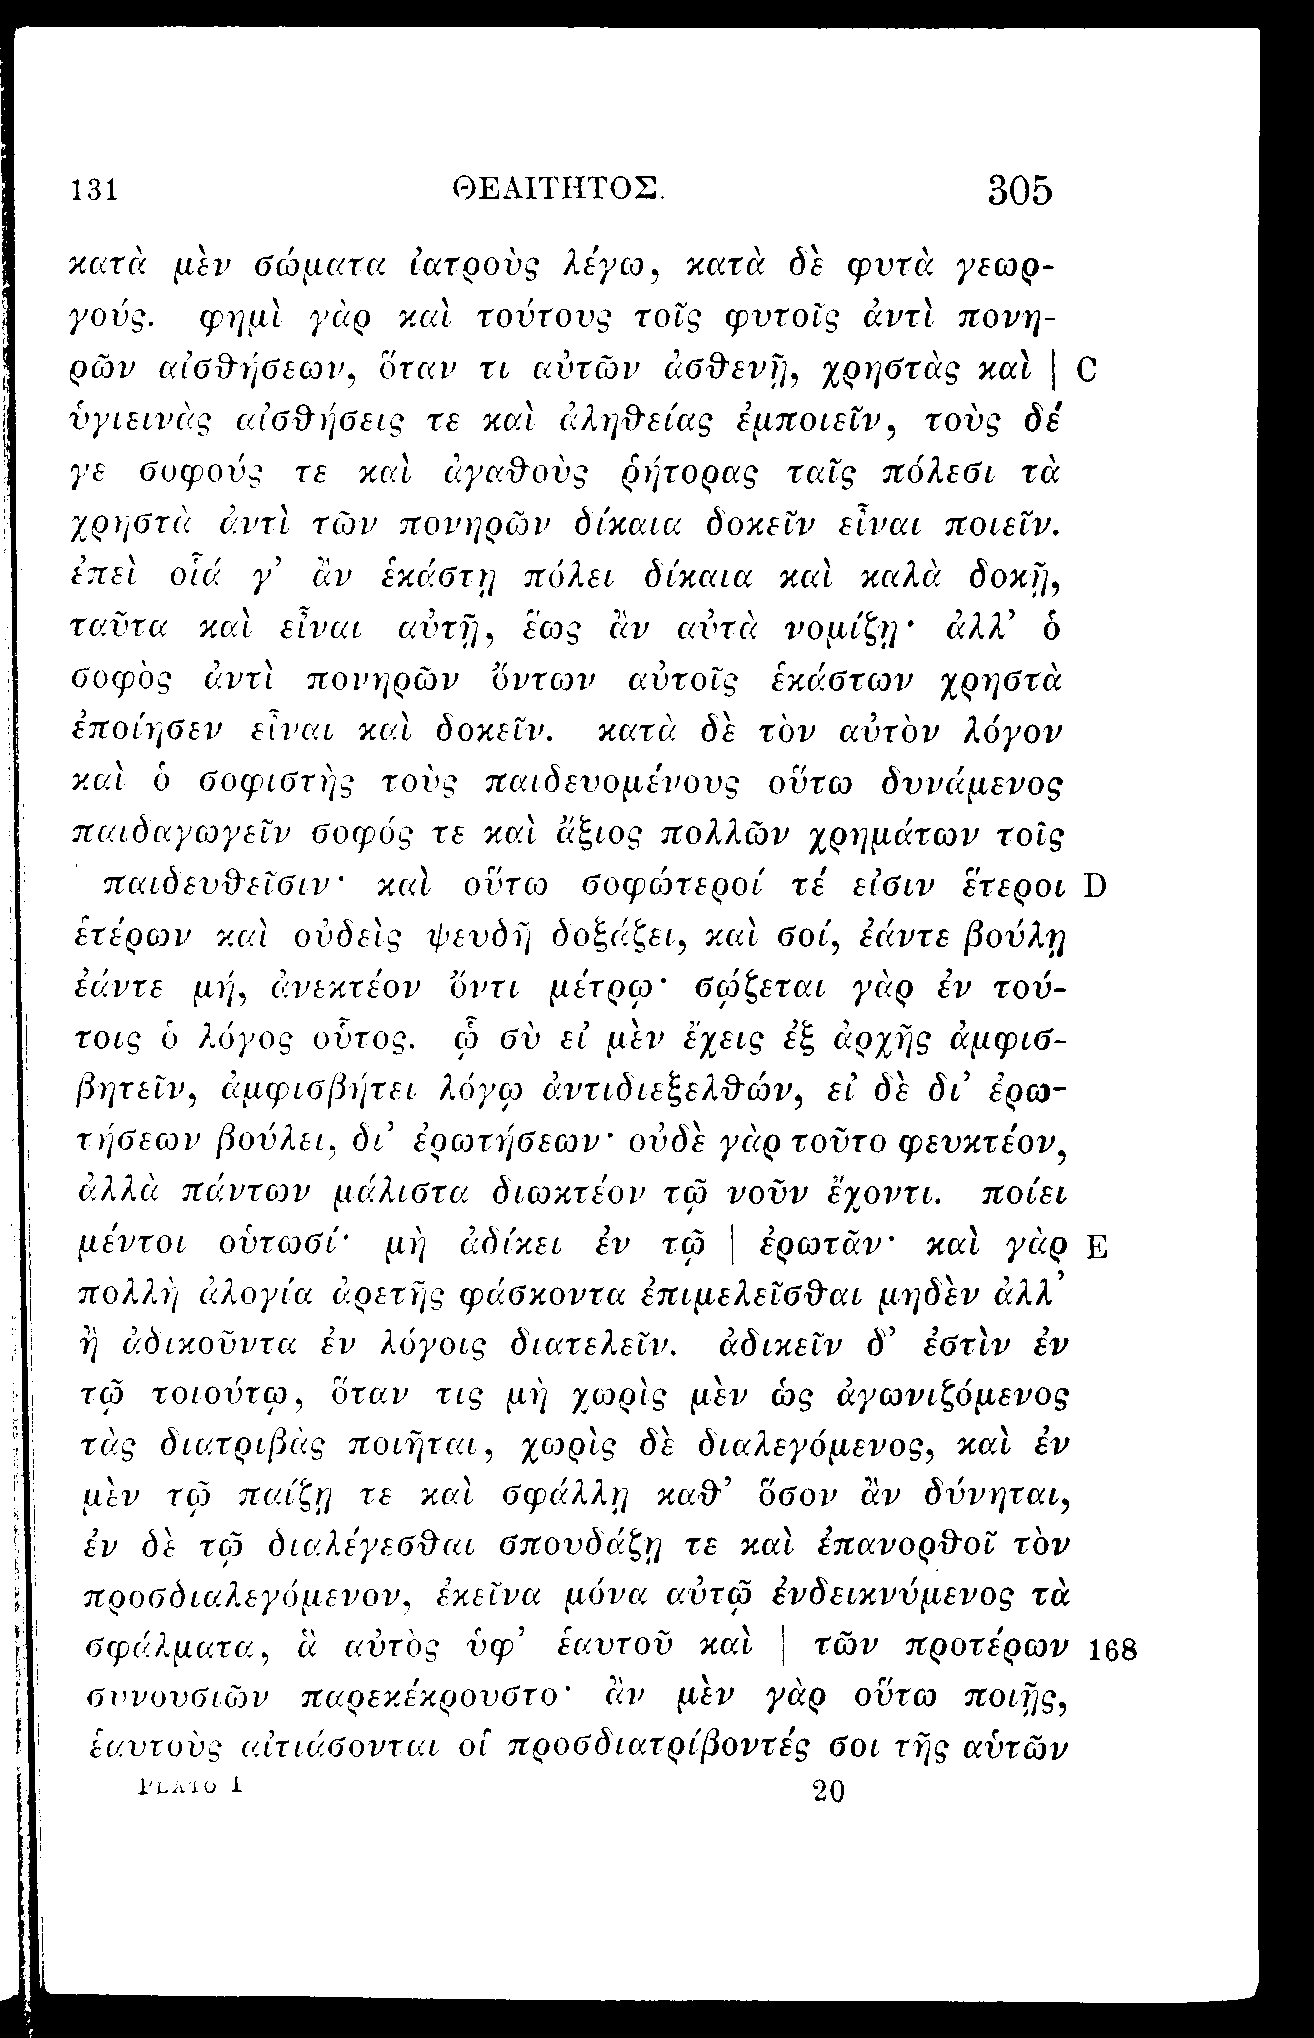 131 ΘΕΑΙΤΗΤΟΣ. 305
κατὰ μὲν σώματα ἰατροὺς λέγω, κατὰ δὲ φυτὰ γεωρ-
γούς. φημὶ γὰρ καὶ τούτους τοῖς φυτοῖς ἀντὶ πονη-
ρῶν αἰσθήσεων, ὅταν τι αὐτῶν ἀσθενῇ, χρηστὰς καὶ | C
ὑγιεινὰς αἰσθήσεις τε καὶ ἀληθείας ἐμποιεῖν, τοὺς δέ
γε σοφούς τε καὶ ἀγαθοὺς ῥήτορας ταῖς πόλεσι τὰ
χρηστὰ ἀντὶ τῶν πονηρῶν δίκαια δοκεῖν εἶναι ποιεῖν.
ἐπεὶ οἷά γ’ ἂν ἑκάστῃ πόλει δίκαια καὶ καλὰ δοκῇ,
ταῦτα καὶ εἶναι αὐτῇ, ἕως ἂν αὐτὰ νομίζῃ· ἀλλ’ ὁ
σοφὸς ἀντὶ πονηρῶν ὄντων αὐτοῖς ἑκάστων χρηστὰ
ἐποίησεν εἶναι καὶ δοκεῖν. κατὰ δὲ τὸν αὐτὸν λόγον
καὶ ὁ σοφιστὴς τοὺς παιδευομένους οὕτω δυνάμενος
παιδαγωγεῖν σοφός τε καὶ ἄξιος πολλῶν χρημάτων τοῖς
παιδευθεῖσιν· καὶ οὕτω σοφώτεροί τέ εἰσιν ἕτεροι D
ἑτέρων καὶ οὐδεὶς ψευδῆ δοξάζει, καὶ σοί, ἐάντε βούλῃ
ἐάντε μή, ἀνεκτέον ὄντι μέτρῳ· σῴζεται γὰρ ἐν τού-
τοις ὁ λόγος οὗτος. ᾧ σὺ εἰ μὲν ἔχεις ἐξ ἀρχῆς ἀμφισ-
βητεῖν, ἀμφισβήτει λόγῳ ἀντιδιεξελθών, εἰ δὲ δι’ ἐρω-
τήσεων βούλει, δι’ ἐρωτήσεων· οὐδὲ γὰρ τοῦτο φευκτέον,
ἀλλὰ πάντων μάλιστα διωκτέον τῷ νοῦν ἔχοντι. ποίει
μέντοι οὑτωσί· μὴ ἀδίκει ἐν τῷ | ἐρωτᾶν· καὶ γὰρ E
πολλὴ ἀλογία ἀρετῆς φάσκοντα ἐπιμελεῖσθαι μηδὲν ἀλλ’
ἢ ἀδικοῦντα ἐν λόγοις διατελεῖν. ἀδικεῖν δ’ ἐστὶν ἐν
τῷ τοιούτῳ, ὅταν τις μὴ χωρὶς μὲν ὡς ἀγωνιζόμενος
τὰς διατριβὰς ποιῆται, χωρὶς δὲ διαλεγόμενος, καὶ ἐν
μὲν τῷ παίζῃ τε καὶ σφάλλῃ καθ’ ὅσον ἂν δύνηται,
ἐν δὲ τῷ διαλέγεσθαι σπουδάζῃ τε καὶ ἐπανορθοῖ τὸν
προσδιαλεγόμενον, ἐκεῖνα μόνα αὐτῷ ἐνδεικνύμενος τὰ
σφάλματα, ἃ αὐτὸς ὑφ’ ἑαυτοῦ καὶ | τῶν προτέρων 168
συνουσιῶν παρεκέκρουστο· ἂν μὲν γὰρ οὕτω ποιῇς,
ἑαυτοὺς αἰτιάσονται οἱ προσδιατρίβοντές σοι τῆς αὑτῶν
PLATO I 20